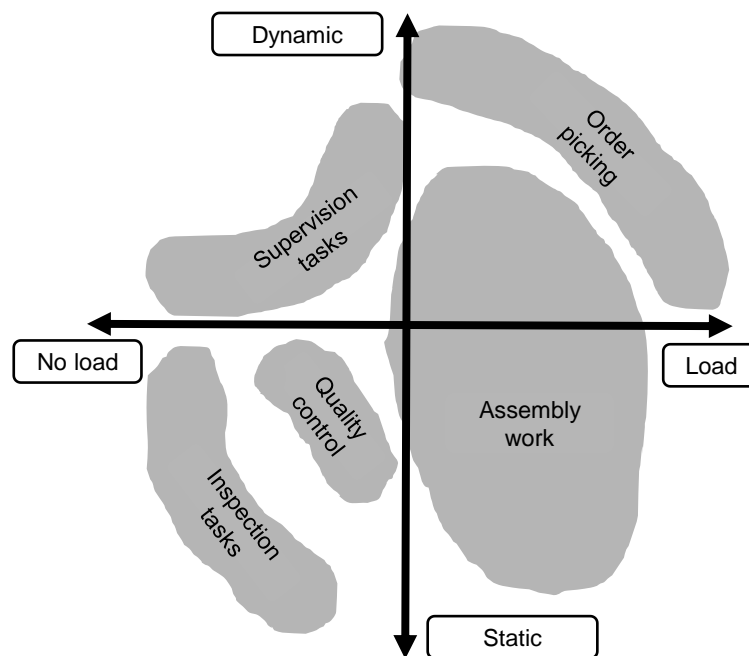 Dynamic
Order
picking
Supervision
tasks
No load
Load
Quality
control
Assembly
work
Inspection
tasks
Static